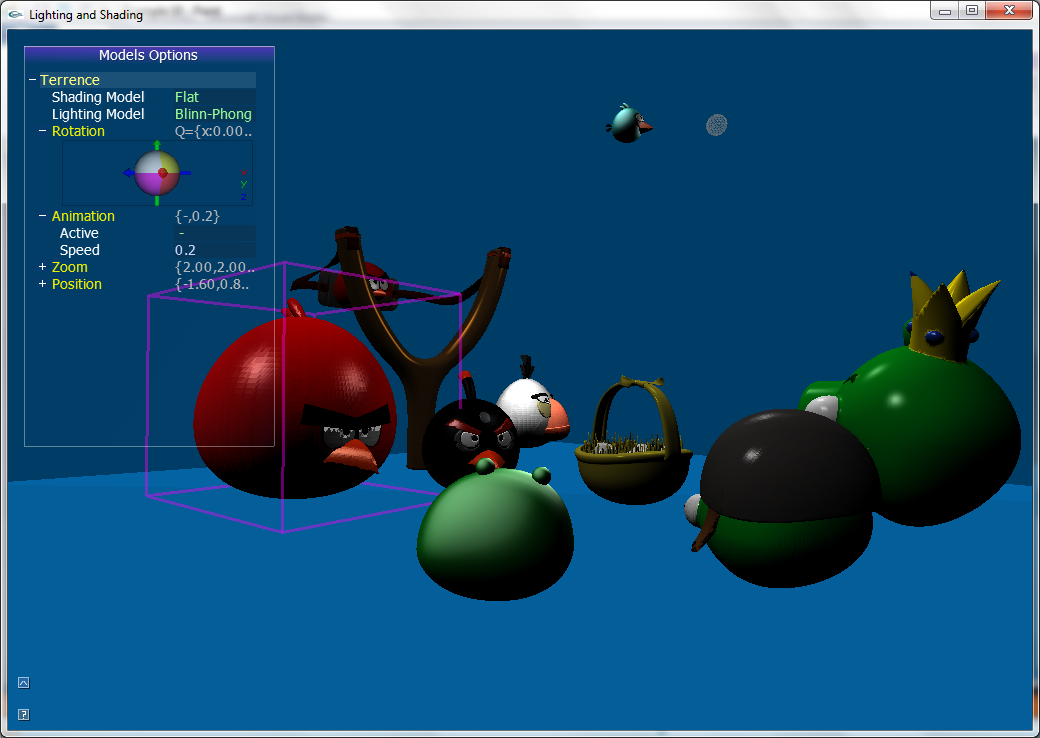 Lighting and Shading
Models Options
− Terrence
Shading Model Flat
Lighting Model Blinn-Phong
− Rotation Q={x:0.00..
x
y
z
− Animation {-,0.2}
Active -
Speed 0.2
+ Zoom {2.00,2.00..
+ Position {-1.60,0.8..
?